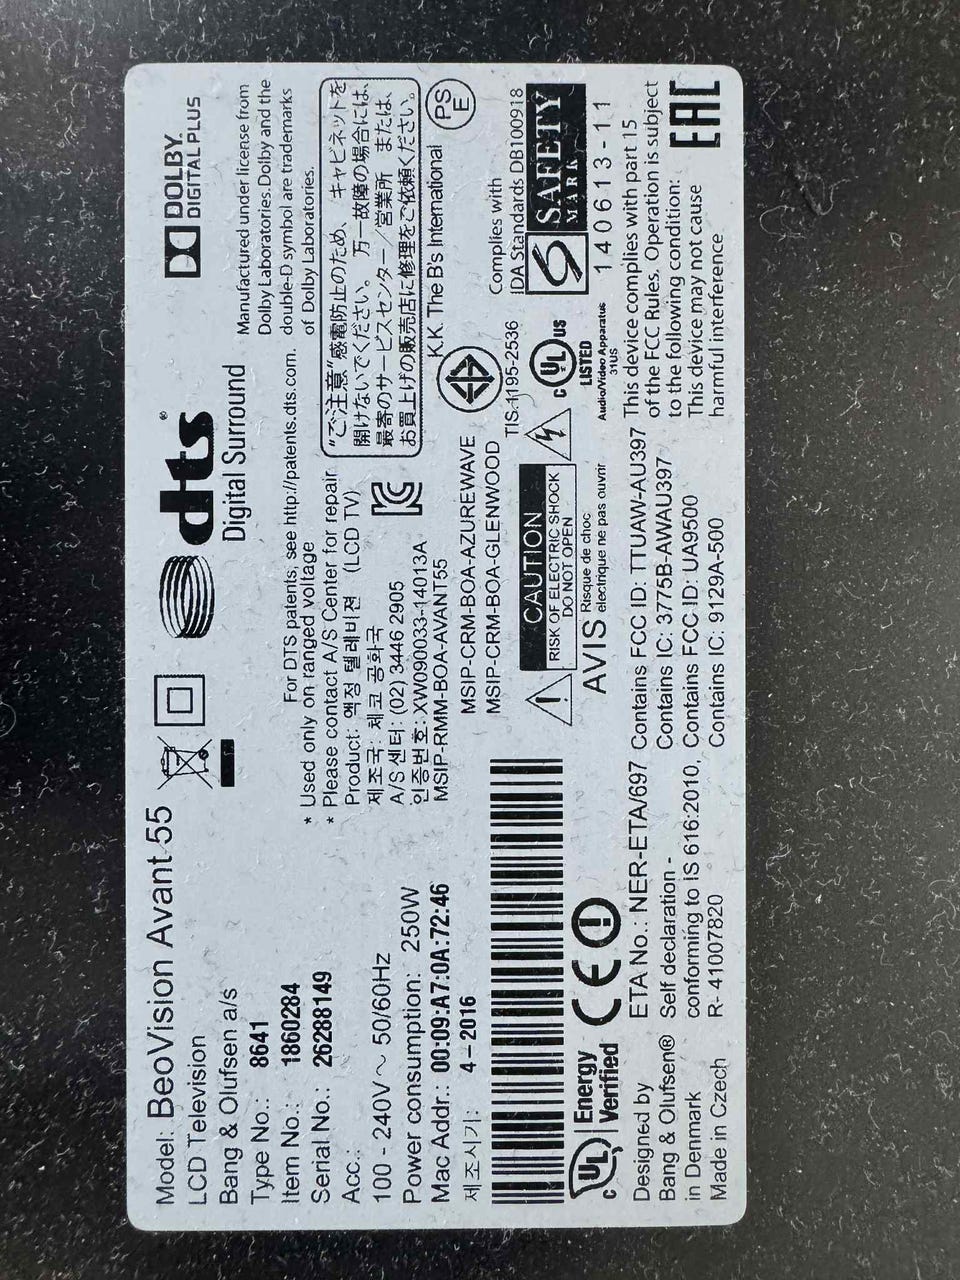 Model: BeoVision Avant 55
LCD Television
Bang & Olufsen a/s
Type No.: 8641
Item No.: 1860284
Serial No.: 26288149
Acc.:
100 - 240V ~ 50/60Hz
Power consumption: 250W
Mac Addr.: 00:09:A7:0A:72:46
제조시기: 4-2016
dts®
Digital Surround
DOLBY
DIGITAL PLUS
Manufactured under license from
Dolby Laboratories.Dolby and the
double-D symbol are trademarks
of Dolby Laboratories.
For DTS patents, see http://patents.dts.com.
* Used only on ranged voltage
* Please contact A/S Center for repair
Product: 액정 텔레비젼 (LCD TV)
제조국: 체코 공화국
A/S 센터: (02) 3446 2905
인증번호: XW090033-14013A
MSIP-RMM-BOA-AVANT55
MSIP-CRM-BOA-AZUREWAVE
MSIP-CRM-BOA-GLENWOOD
"ご注意"感電防止のため、キャビネットを
開けないでください。万一故障の場合には、
最寄のサービスセンター/営業所 または、
お買上げの販売店に修理をご依頼ください。
K.K. The B's International
PS
E
TIS 1195-2536
Complies with
IDA Standards DB100918
SAFETY
MARK
140613-11
CAUTION
RISK OF ELECTRIC SHOCK
DO NOT OPEN
AVIS Risque de choc
electrique ne pas ouvrir
c UL US
LISTED
Audio/Video Apparatus
31US
c UL Energy
Verified
CE
Designed by
Bang & Olufsen®
in Denmark
Made in Czech
ETA No.: NER-ETA/697
Self declaration -
conforming to IS 616:2010,
R- 41007820
Contains FCC ID: TTUAW-AU397
Contains IC: 3775B-AWAU397
Contains FCC ID: UA9500
Contains IC: 9129A-500
This device complies with part 15
of the FCC Rules. Operation is subject
to the following condition:
This device may not cause
harmful interference
EAC